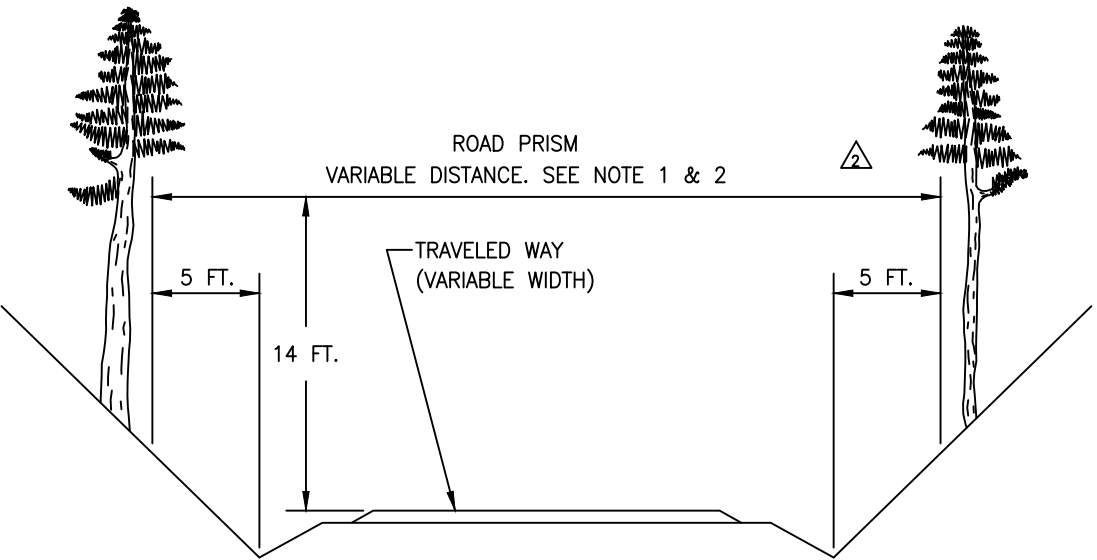 ROAD PRISM
VARIABLE DISTANCE. SEE NOTE 1 & 2
2
TRAVELED WAY
(VARIABLE WIDTH)
5 FT.
5 FT.
14 FT.